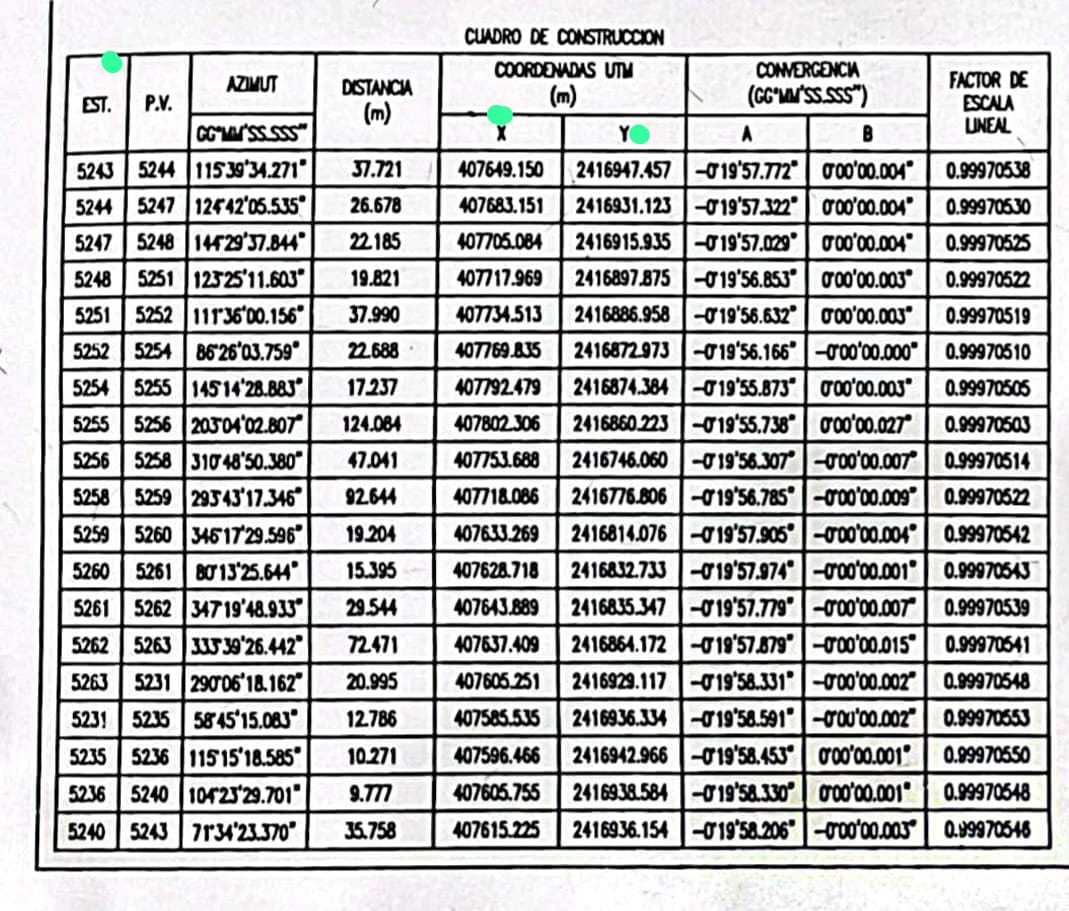 CUADRO DE CONSTRUCCION
EST. P.V. AZIMUT DISTANCIA (m) COORDENADAS UTM (m) CONVERGENCIA (GG°MM'SS.SSS") FACTOR DE ESCALA LINEAL
GG°MM'SS.SSS" X Y A B
5243 5244 115°39'34.271" 37.721 407649.150 2416947.457 -0°19'57.772" 0°00'00.004" 0.99970538
5244 5247 124°42'05.535" 26.678 407683.151 2416931.123 -0°19'57.322" 0°00'00.004" 0.99970530
5247 5248 144°29'37.844" 22.185 407705.084 2416915.935 -0°19'57.029" 0°00'00.004" 0.99970525
5248 5251 123°25'11.603" 19.821 407717.969 2416897.875 -0°19'56.853" 0°00'00.003" 0.99970522
5251 5252 111°36'00.156" 37.990 407734.513 2416886.958 -0°19'56.632" 0°00'00.003" 0.99970519
5252 5254 86°26'03.759" 22.688 407769.835 2416872.973 -0°19'56.166" -0°00'00.000" 0.99970510
5254 5255 145°14'28.883" 17.237 407792.479 2416874.384 -0°19'55.873" 0°00'00.003" 0.99970505
5255 5256 203°04'02.807" 124.084 407802.306 2416860.223 -0°19'55.738" 0°00'00.027" 0.99970503
5256 5258 310°48'50.380" 47.041 407753.688 2416746.060 -0°19'56.307" -0°00'00.007" 0.99970514
5258 5259 293°43'17.346" 92.644 407718.086 2416776.806 -0°19'56.785" -0°00'00.009" 0.99970522
5259 5260 346°17'29.596" 19.204 407633.269 2416814.076 -0°19'57.905" -0°00'00.004" 0.99970542
5260 5261 80°13'25.644" 15.395 407628.718 2416832.733 -0°19'57.974" -0°00'00.001" 0.99970543
5261 5262 347°19'48.933" 29.544 407643.889 2416835.347 -0°19'57.779" -0°00'00.007" 0.99970539
5262 5263 333°39'26.442" 72.471 407637.409 2416864.172 -0°19'57.879" -0°00'00.015" 0.99970541
5263 5231 290°06'18.162" 20.995 407605.251 2416929.117 -0°19'58.331" -0°00'00.002" 0.99970548
5231 5235 58°45'15.083" 12.786 407585.535 2416936.334 -0°19'58.591" -0°00'00.002" 0.99970553
5235 5236 115°15'18.585" 10.271 407596.466 2416942.966 -0°19'58.453" 0°00'00.001" 0.99970550
5236 5240 104°23'29.701" 9.777 407605.755 2416938.584 -0°19'58.330" 0°00'00.001" 0.99970548
5240 5243 71°34'23.370" 35.758 407615.225 2416936.154 -0°19'58.206" -0°00'00.003" 0.99970546